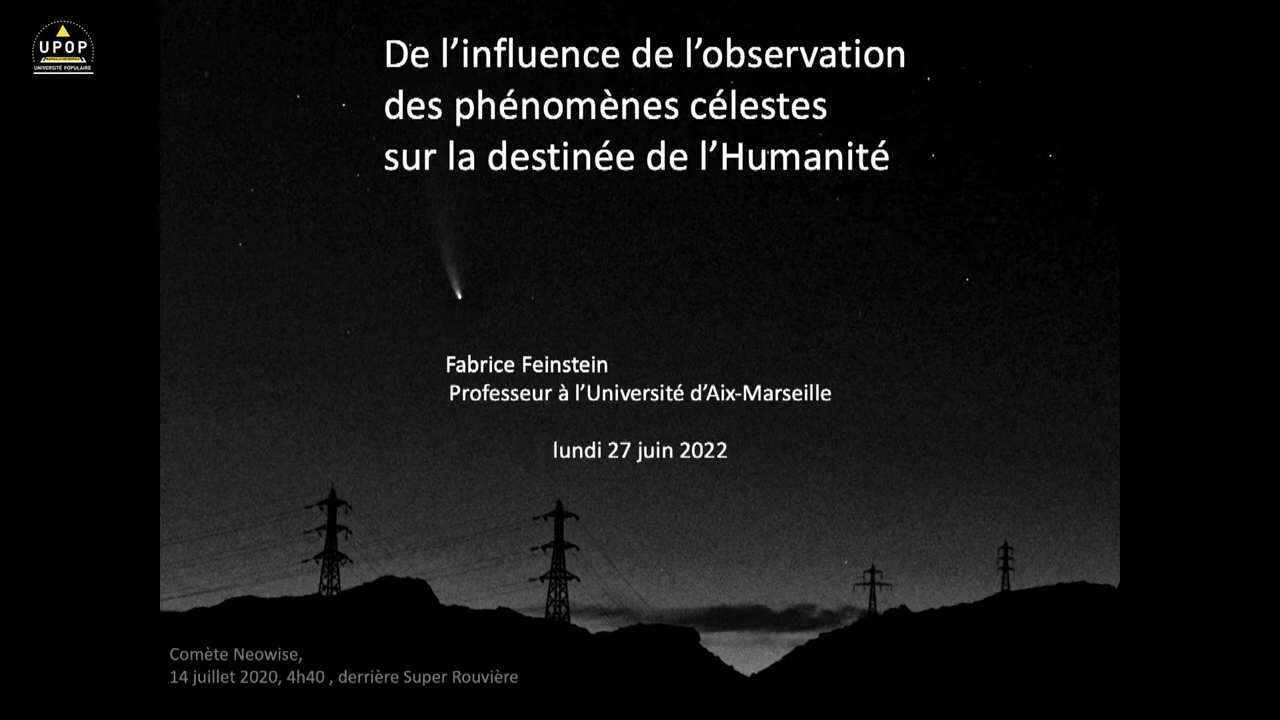 UPOP
UNIVERSITÉ POPULAIRE
De l’influence de l’observation
des phénomènes célestes
sur la destinée de l’Humanité
Fabrice Feinstein
Professeur à l’Université d’Aix-Marseille
lundi 27 juin 2022
Comète Neowise,
14 juillet 2020, 4h40 , derrière Super Rouvière